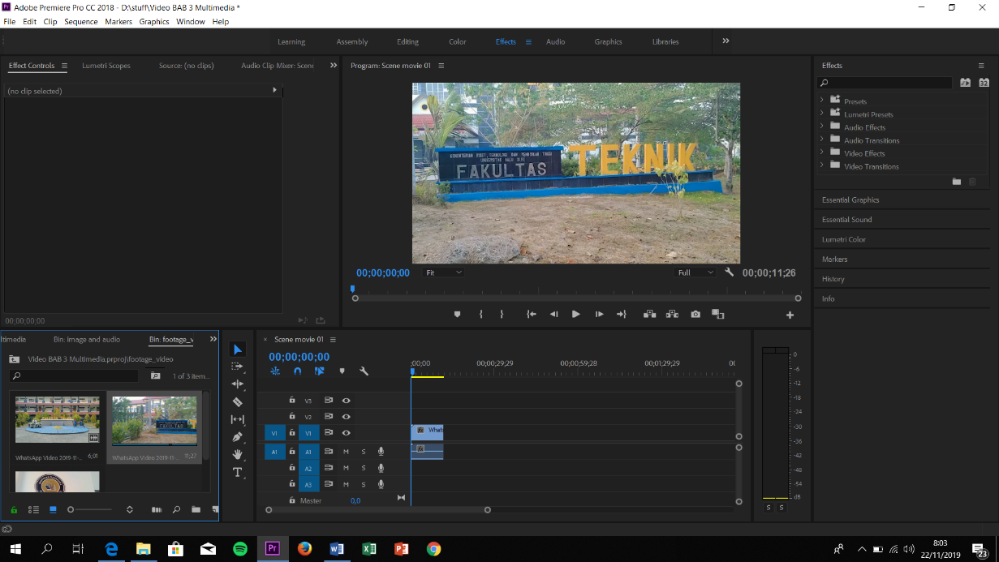 Adobe Premiere Pro CC 2018 - D:\stuff\Video BAB 3 Multimedia *
File Edit Clip Sequence Markers Graphics Window Help
Learning Assembly Editing Color Effects Audio Graphics Libraries
Effect Controls Lumetri Scopes Source: (no clips) Audio Clip Mixer: Scene
(no clip selected)
00;00;00;00
Program: Scene movie 01
KEMENTERIAN RISET, TEKNOLOGI DAN PENDIDIKAN TINGGI
UNIVERSITAS HALU OLEO
FAKULTAS TEKNIK
00;00;00;00 Fit Full 00;00;11;26
Effects
32
Presets
Lumetri Presets
Audio Effects
Audio Transitions
Video Effects
Video Transitions
Essential Graphics
Essential Sound
Lumetri Color
Markers
History
Info
ltimedia Bin: image and audio Bin: footage_v
Video BAB 3 Multimedia.prproj\footage_video
1 of 3 item...
FAKULTAS
WhatsApp Video 2019-11-... 6;01 WhatsApp Video 2019-11-... 11;27
Scene movie 01
00;00;00;00
;00;00 00;00;29;29 00;00;59;28 00;01;29;29 00
V3
V2
V1 V1 fx Whats
A1 A1 M S fx
A2 M S
A3 M S
Master 0,0
0
-6
-12
-18
-24
-30
-36
-42
-48
-54
dB
S S
Pr
8:03
22/11/2019
23